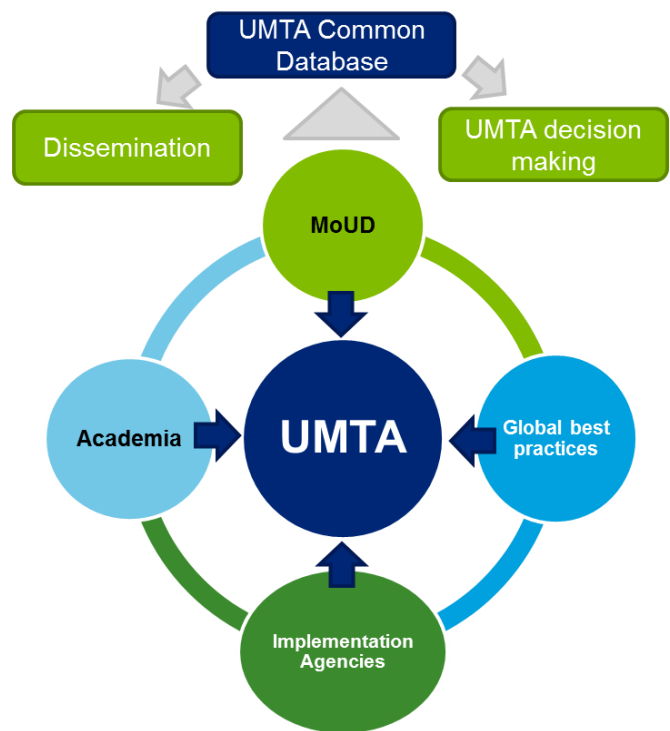 UMTA Common
Database
Dissemination
UMTA decision
making
MoUD
Academia
UMTA
Global best
practices
Implementation
Agencies